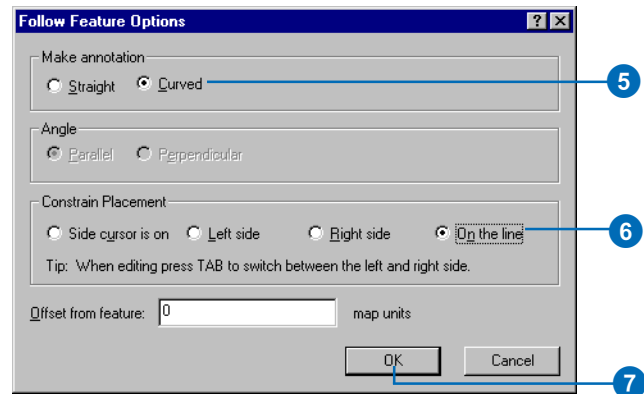 Follow Feature Options ? X
Make annotation
Straight Curved 5
Angle
Parallel Perpendicular
Constrain Placement
Side cursor is on Left side Right side On the line 6
Tip: When editing press TAB to switch between the left and right side.
Offset from feature: 0 map units
OK Cancel
7